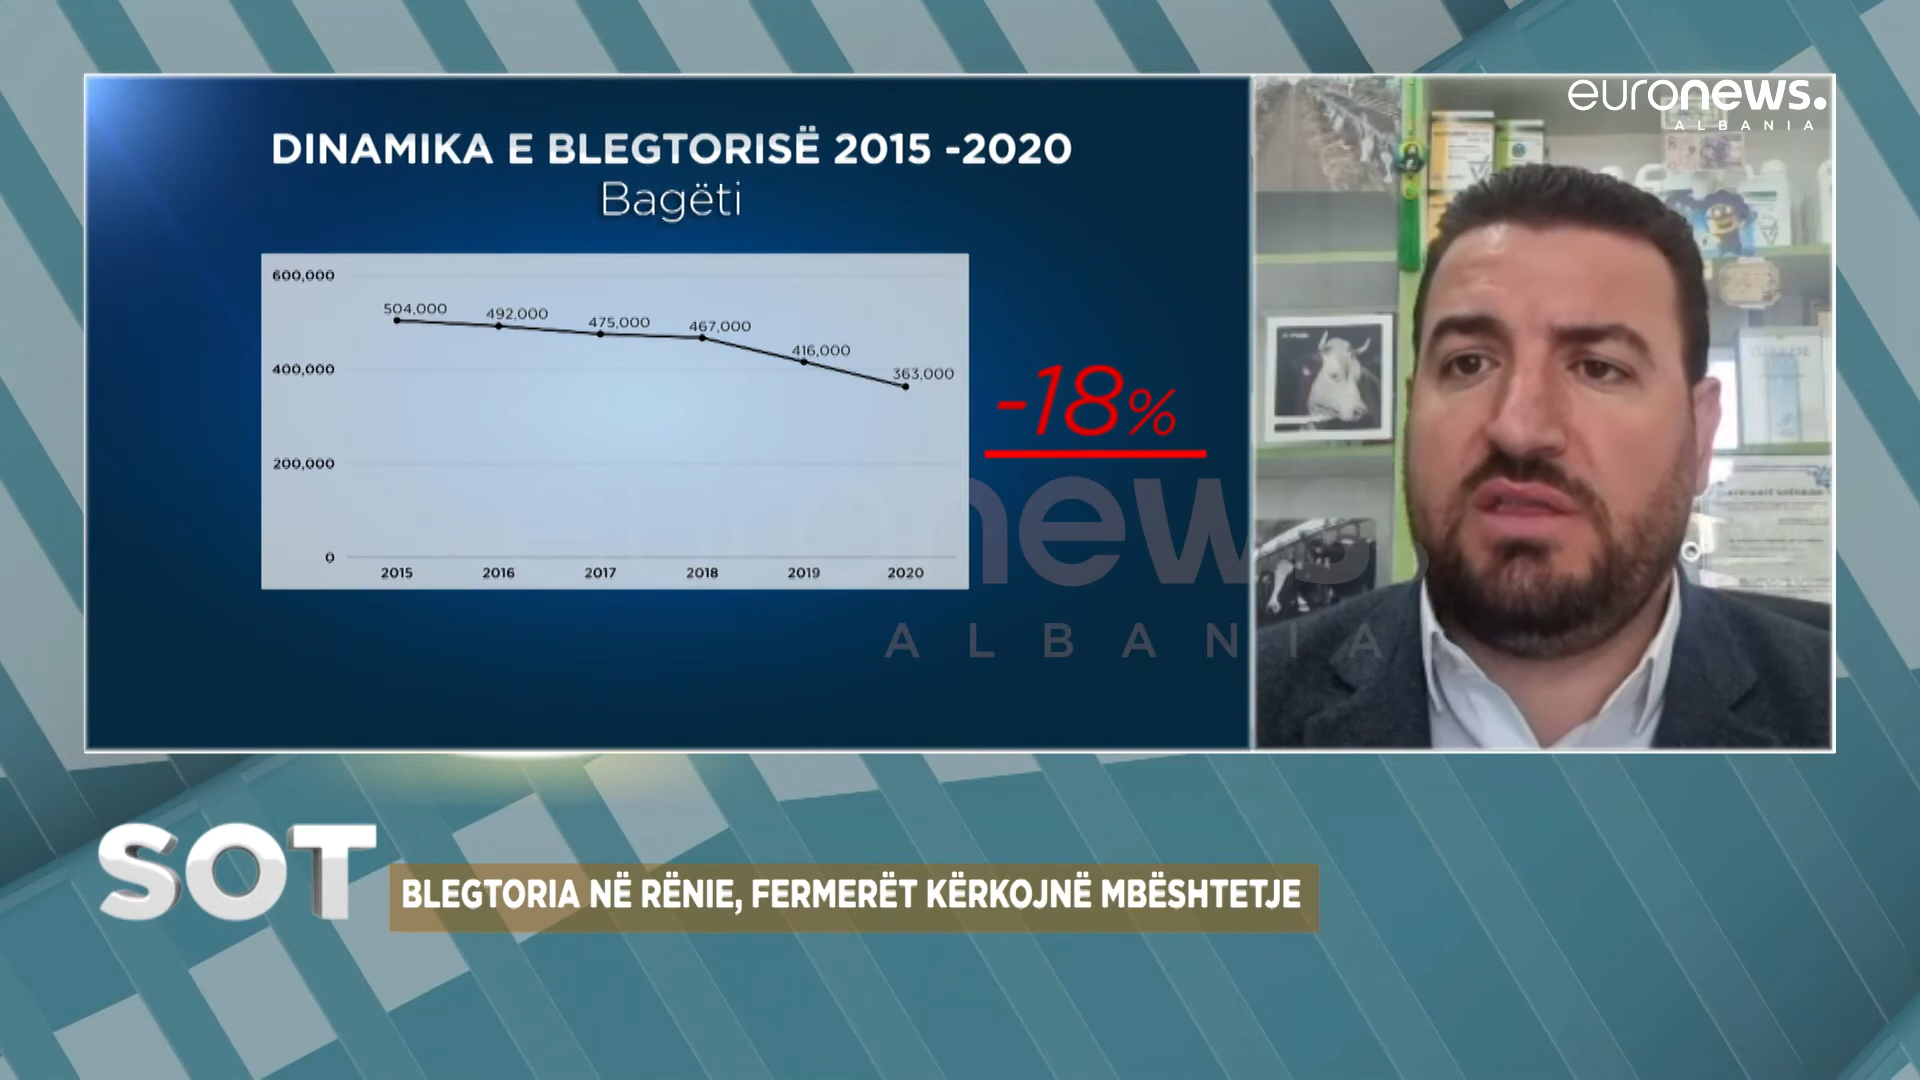 euronews.
ALBANIA
DINAMIKA E BLEGTORISË 2015 -2020
Bagëti
600,000
400,000
200,000
0
504,000
492,000
475,000
467,000
416,000
363,000
2015
2016
2017
2018
2019
2020
-18%
euronews.
ALBANIA
SOT
BLEGTORIA NË RËNIE, FERMERËT KËRKOJNË MBËSHTETJE